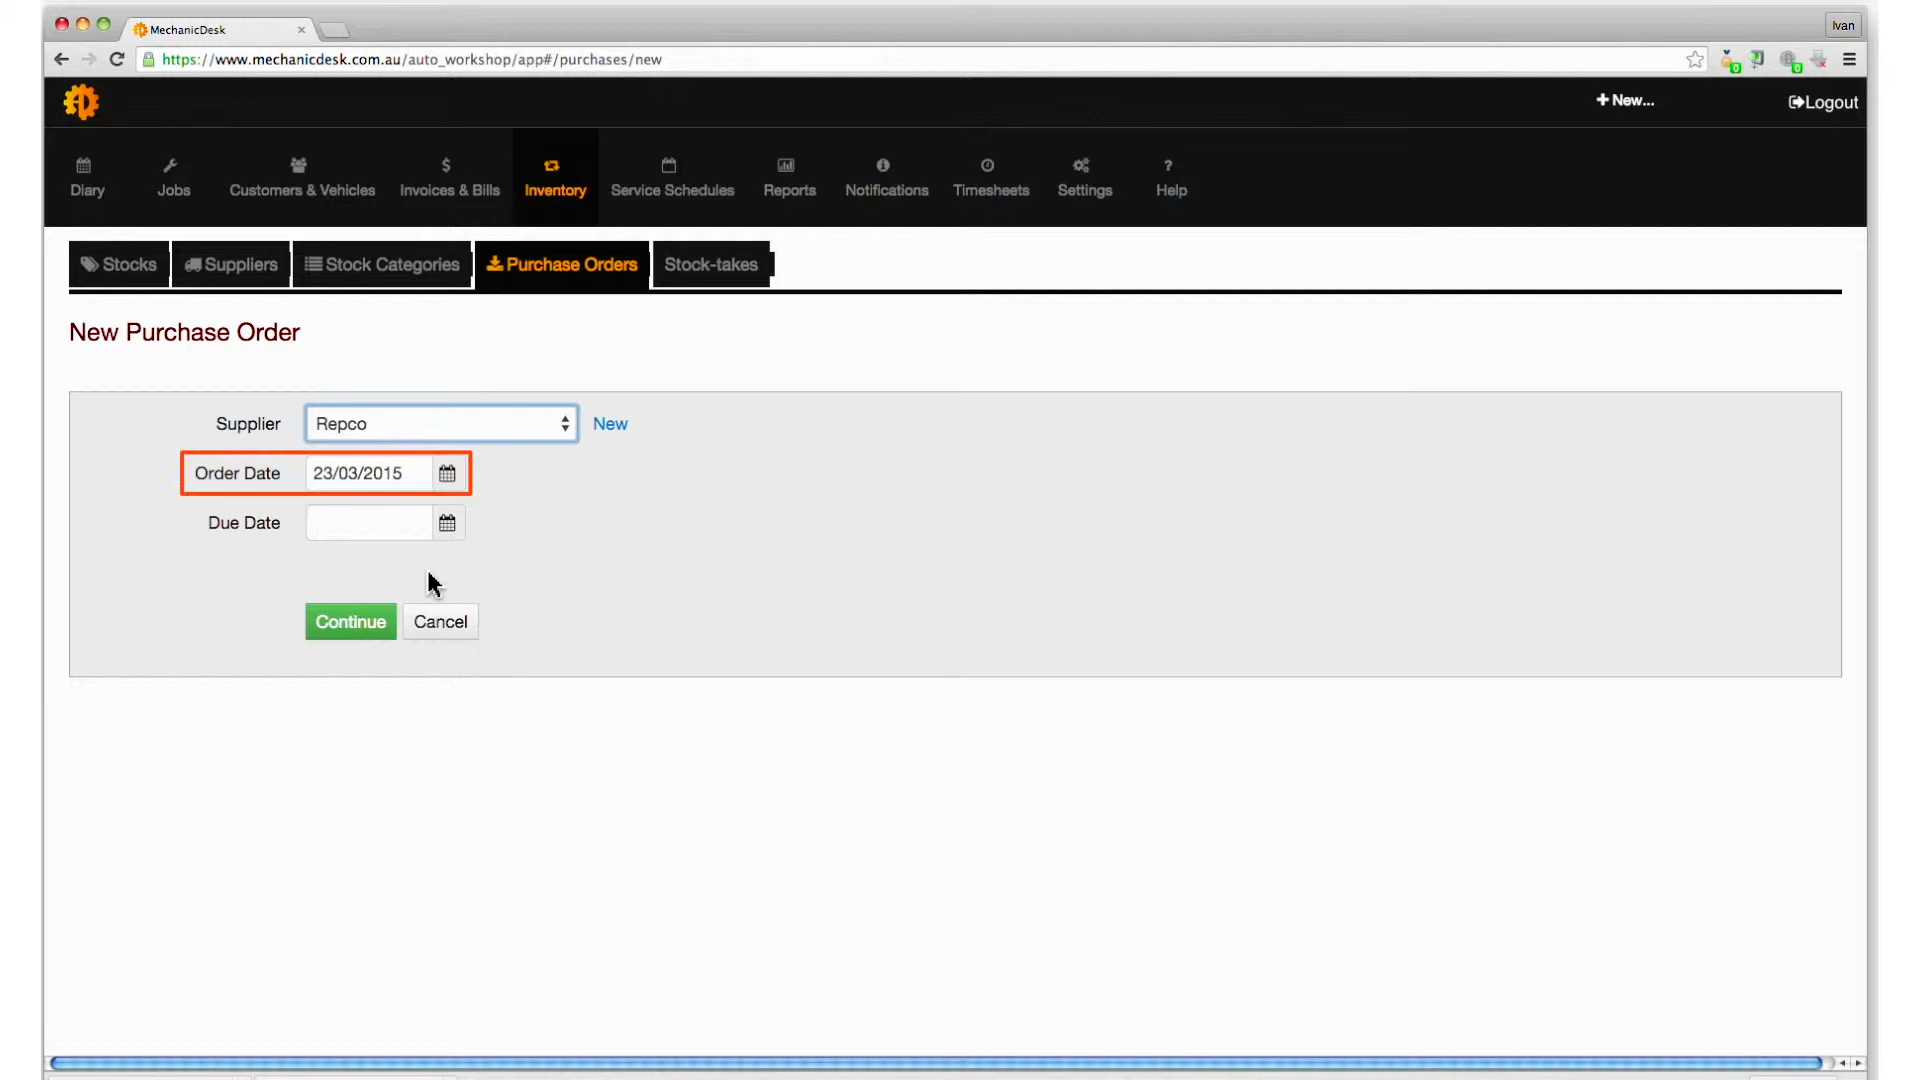 MechanicDesk
Ivan
https://www.mechanicdesk.com.au/auto_workshop/app#/purchases/new
New...
Logout
Diary
Jobs
Customers & Vehicles
$
Invoices & Bills
Inventory
Service Schedules
Reports
Notifications
Timesheets
Settings
?
Help
Stocks
Suppliers
Stock Categories
Purchase Orders
Stock-takes
New Purchase Order
Supplier
Repco
New
Order Date
23/03/2015
Due Date
Continue
Cancel